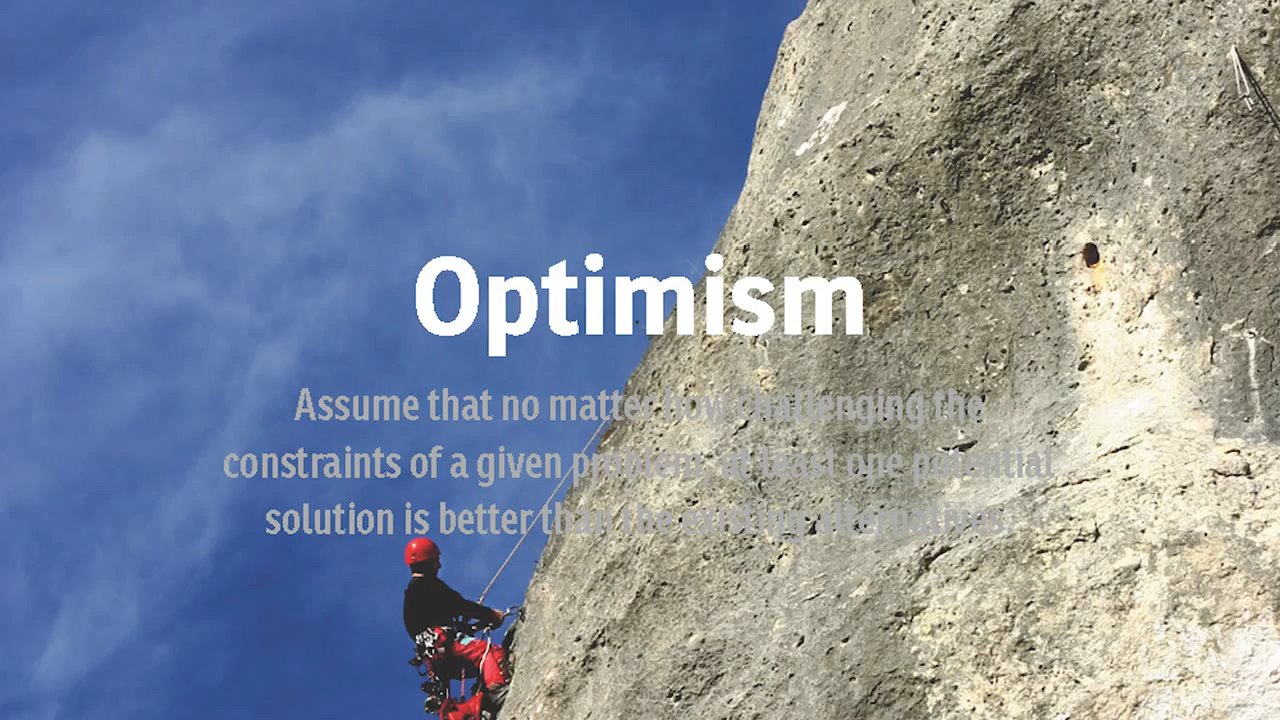 Optimism
Assume that no matter how challenging the
constraints of a given problem, at least one potential
solution is better than the existing alternatives.